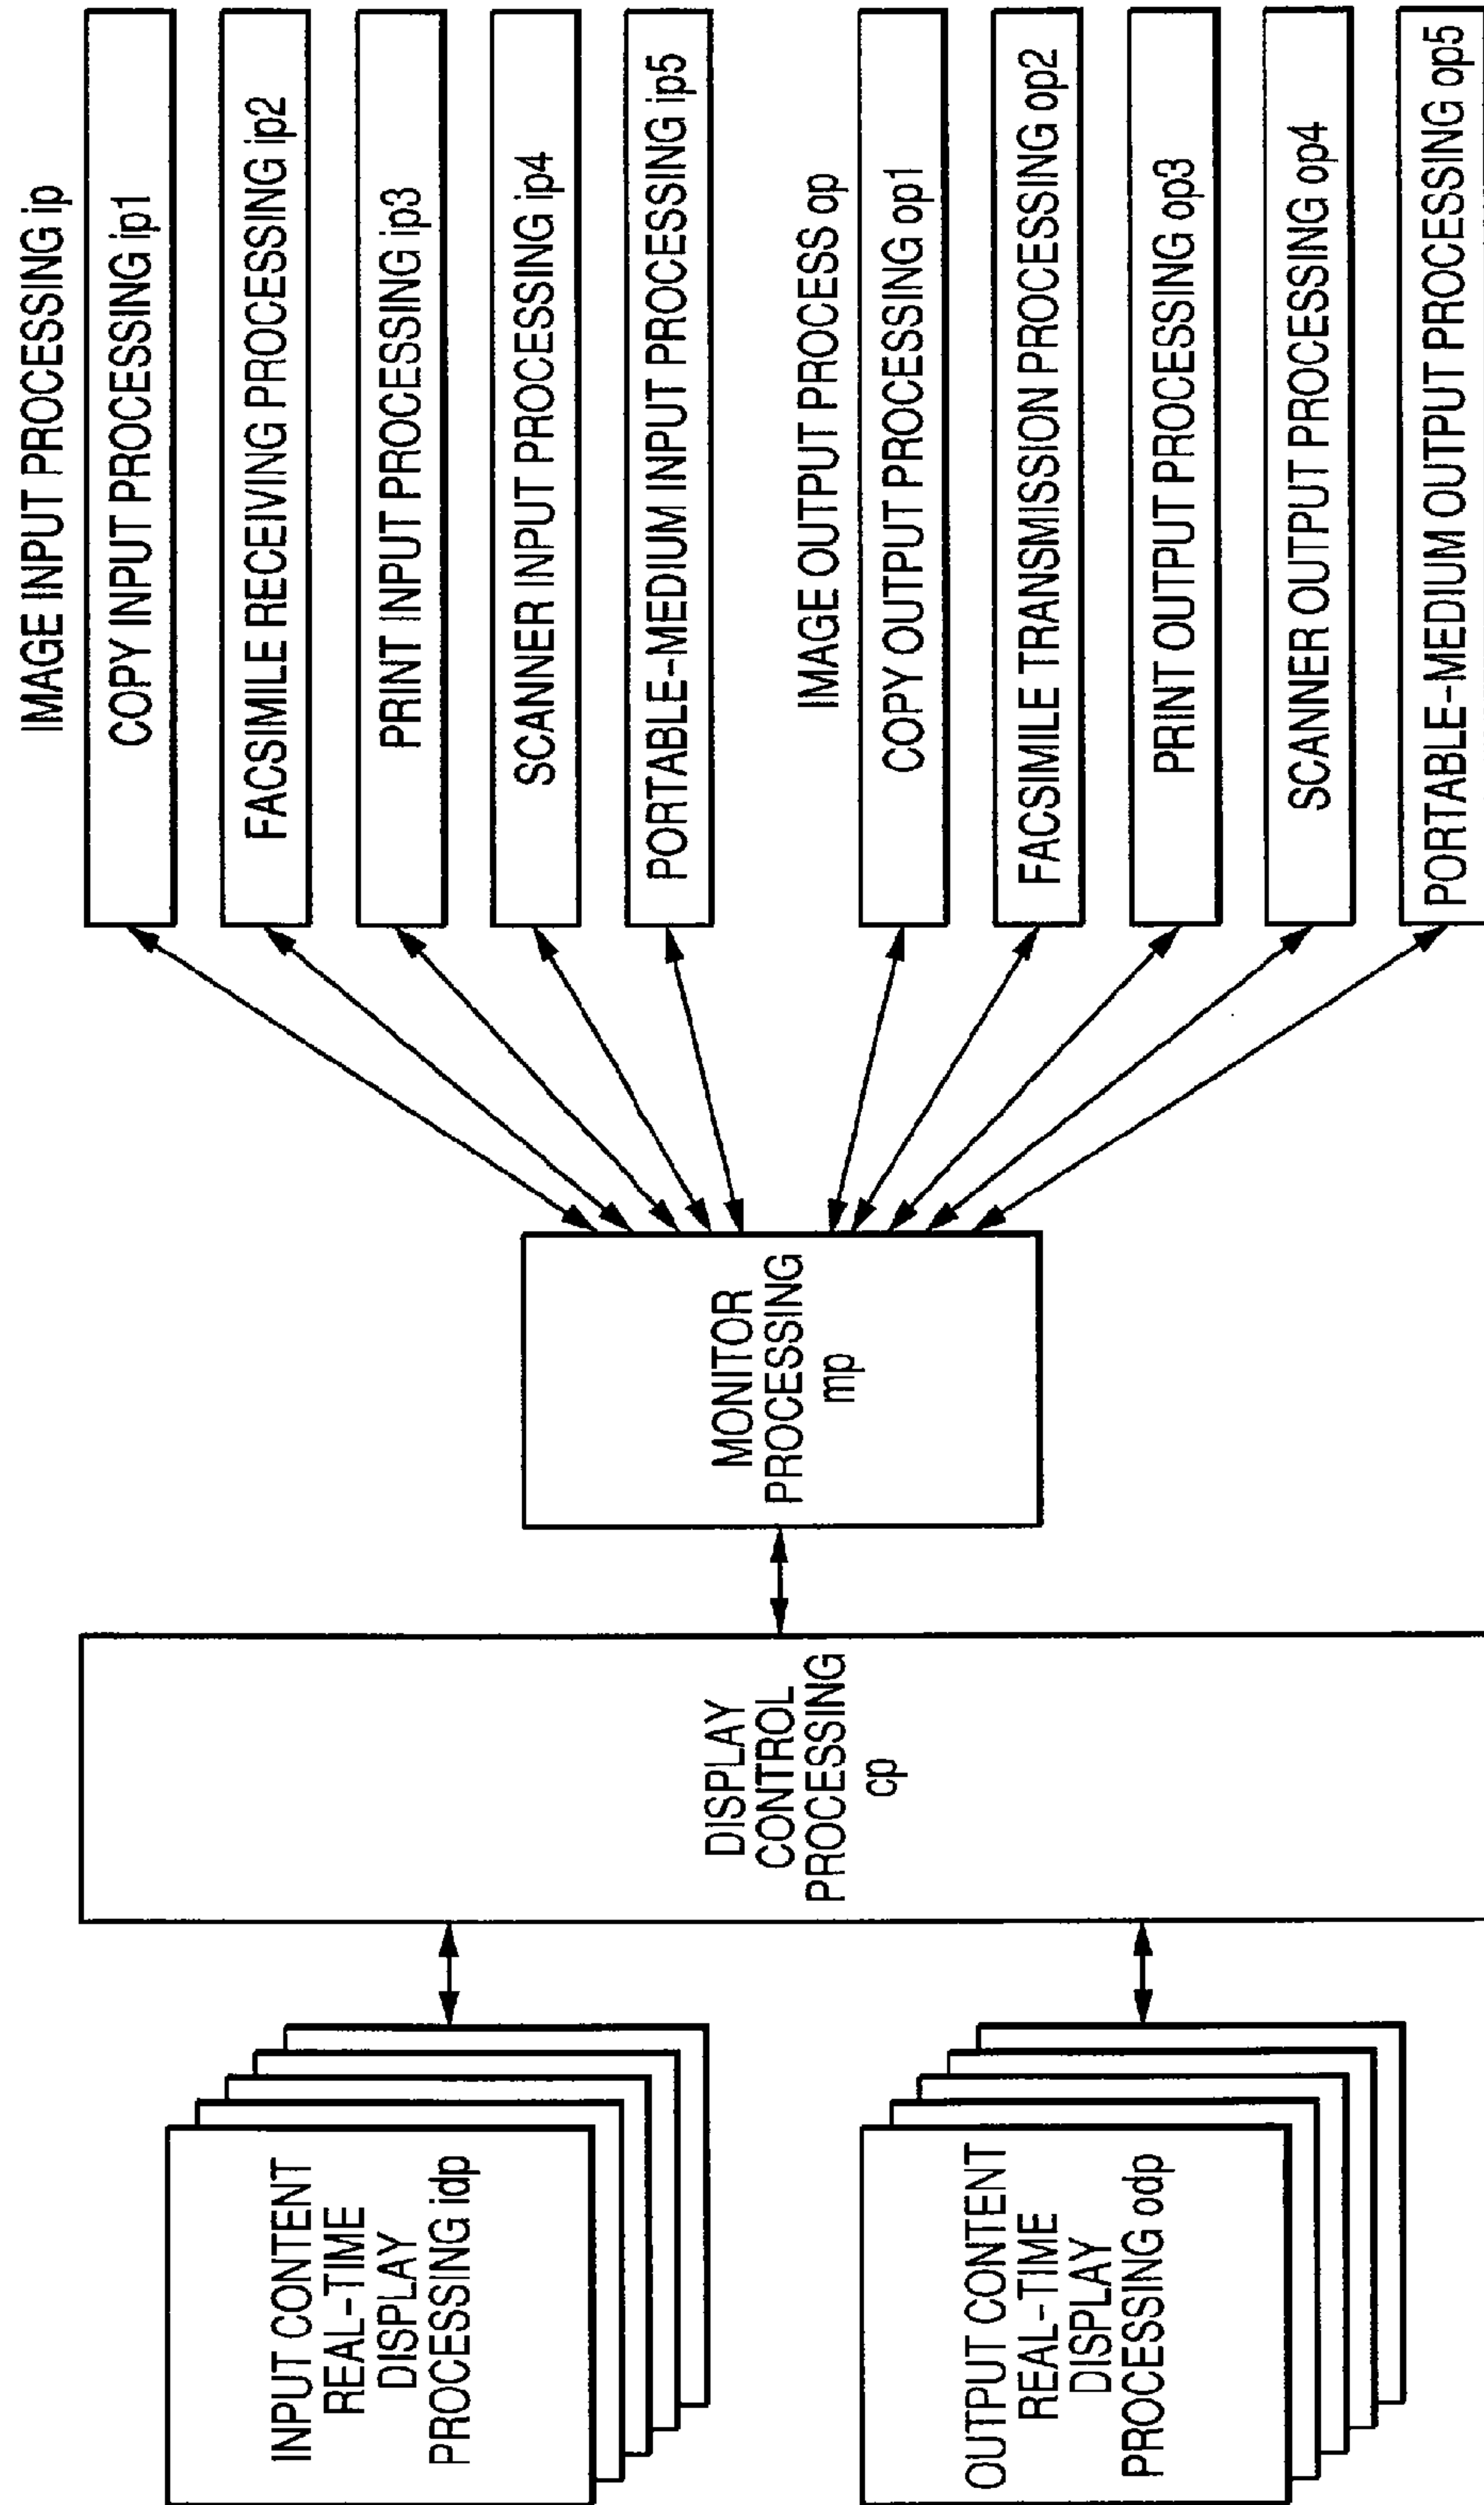 IMAGE INPUT PROCESSING ip
COPY INPUT PROCESSING ip1
FACSIMILE RECEIVING PROCESSING ip2
PRINT INPUT PROCESSING ip3
SCANNER INPUT PROCESSING ip4
PORTABLE-MEDIUM INPUT PROCESSING ip5
IMAGE OUTPUT PROCESS op
COPY OUTPUT PROCESSING op1
FACSIMILE TRANSMISSION PROCESSING op2
PRINT OUTPUT PROCESSING op3
SCANNER OUTPUT PROCESSING op4
PORTABLE-MEDIUM OUTPUT PROCESSING op5
MONITOR
PROCESSING
mp
DISPLAY
CONTROL
PROCESSING
cp
INPUT CONTENT
REAL-TIME
DISPLAY
PROCESSING idp
OUTPUT CONTENT
REAL-TIME
DISPLAY
PROCESSING odp